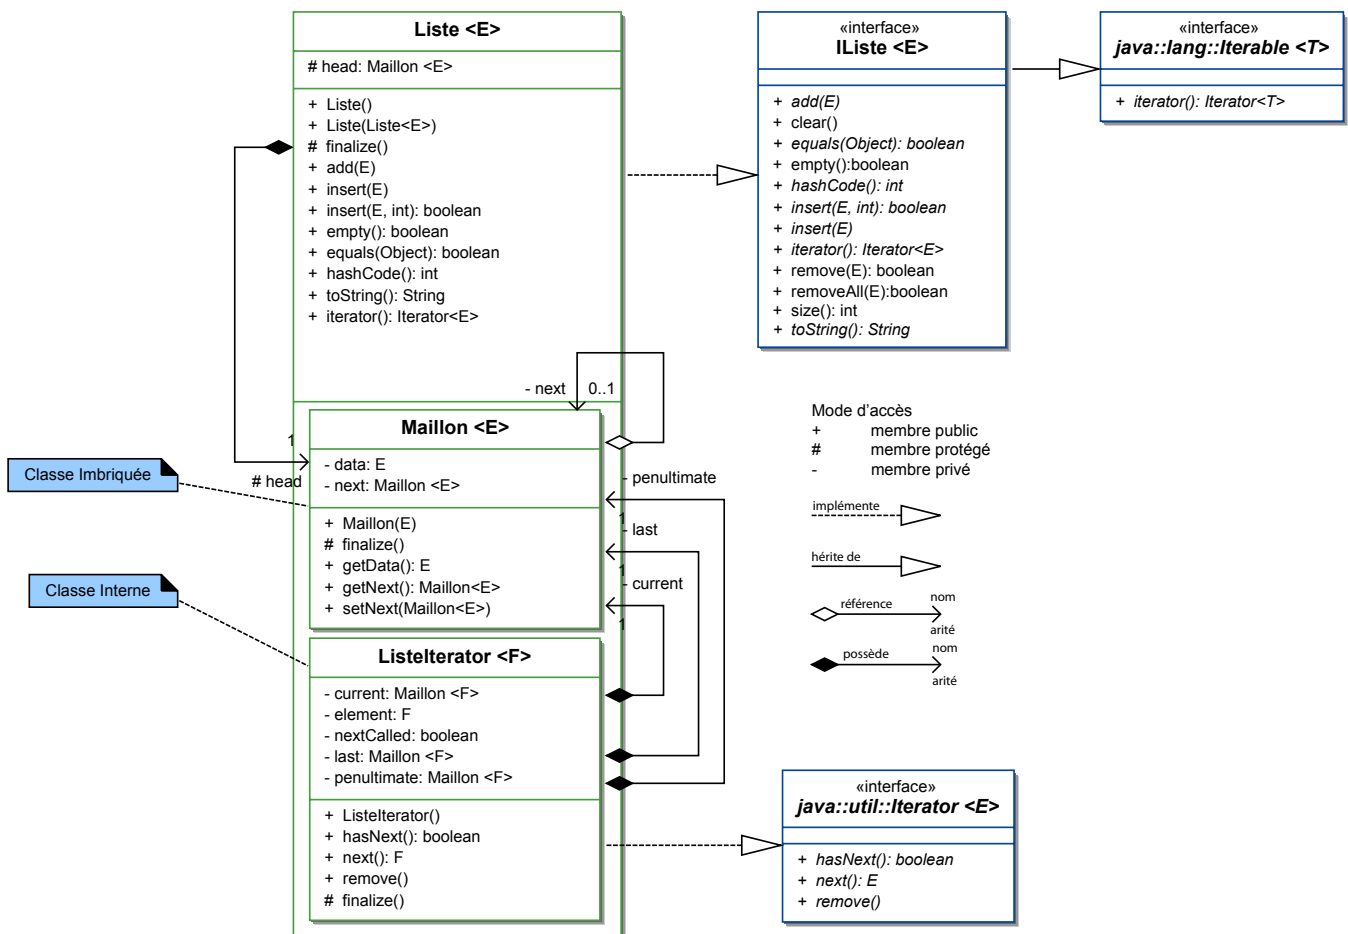 Liste <E>
# head: Maillon <E>
+ Liste()
+ Liste(Liste<E>)
# finalize()
+ add(E)
+ insert(E)
+ insert(E, int): boolean
+ empty(): boolean
+ equals(Object): boolean
+ hashCode(): int
+ toString(): String
+ iterator(): Iterator<E>
«interface»
IListe <E>
+ add(E)
+ clear()
+ equals(Object): boolean
+ empty():boolean
+ hashCode(): int
+ insert(E, int): boolean
+ insert(E)
+ iterator(): Iterator<E>
+ remove(E): boolean
+ removeAll(E):boolean
+ size(): int
+ toString(): String
«interface»
java::lang::Iterable <T>
+ iterator(): Iterator<T>
- next 0..1
1
# head
Maillon <E>
- data: E
- next: Maillon <E>
+ Maillon(E)
# finalize()
+ getData(): E
+ getNext(): Maillon<E>
+ setNext(Maillon<E>)
Classe Imbriquée
Classe Interne
- penultimate
1
- last
1
- current
1
ListeIterator <F>
- current: Maillon <F>
- element: F
- nextCalled: boolean
- last: Maillon <F>
- penultimate: Maillon <F>
+ ListeIterator()
+ hasNext(): boolean
+ next(): F
+ remove()
# finalize()
Mode d'accès
+ membre public
# membre protégé
- membre privé
implémente
hérite de
référence nom
arité
possède nom
arité
«interface»
java::util::Iterator <E>
+ hasNext(): boolean
+ next(): E
+ remove()